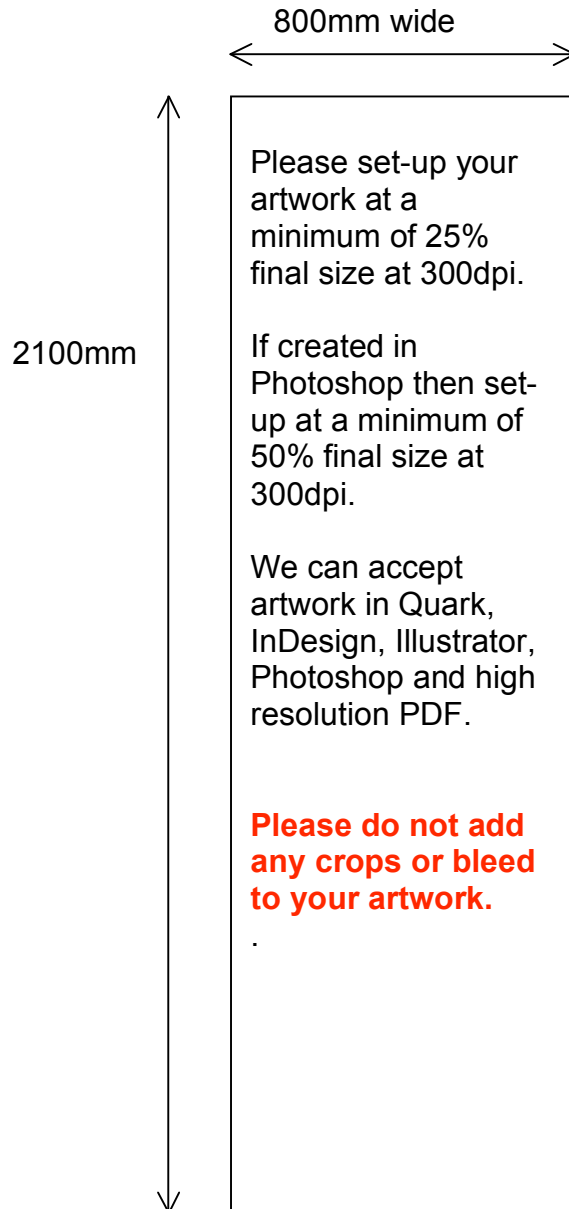 800mm wide
Please set-up your
artwork at a
minimum of 25%
final size at 300dpi.
2100mm
If created in
Photoshop then set-
up at a minimum of
50% final size at
300dpi.
We can accept
artwork in Quark,
InDesign, Illustrator,
Photoshop and high
resolution PDF.
Please do not add
any crops or bleed
to your artwork.
.